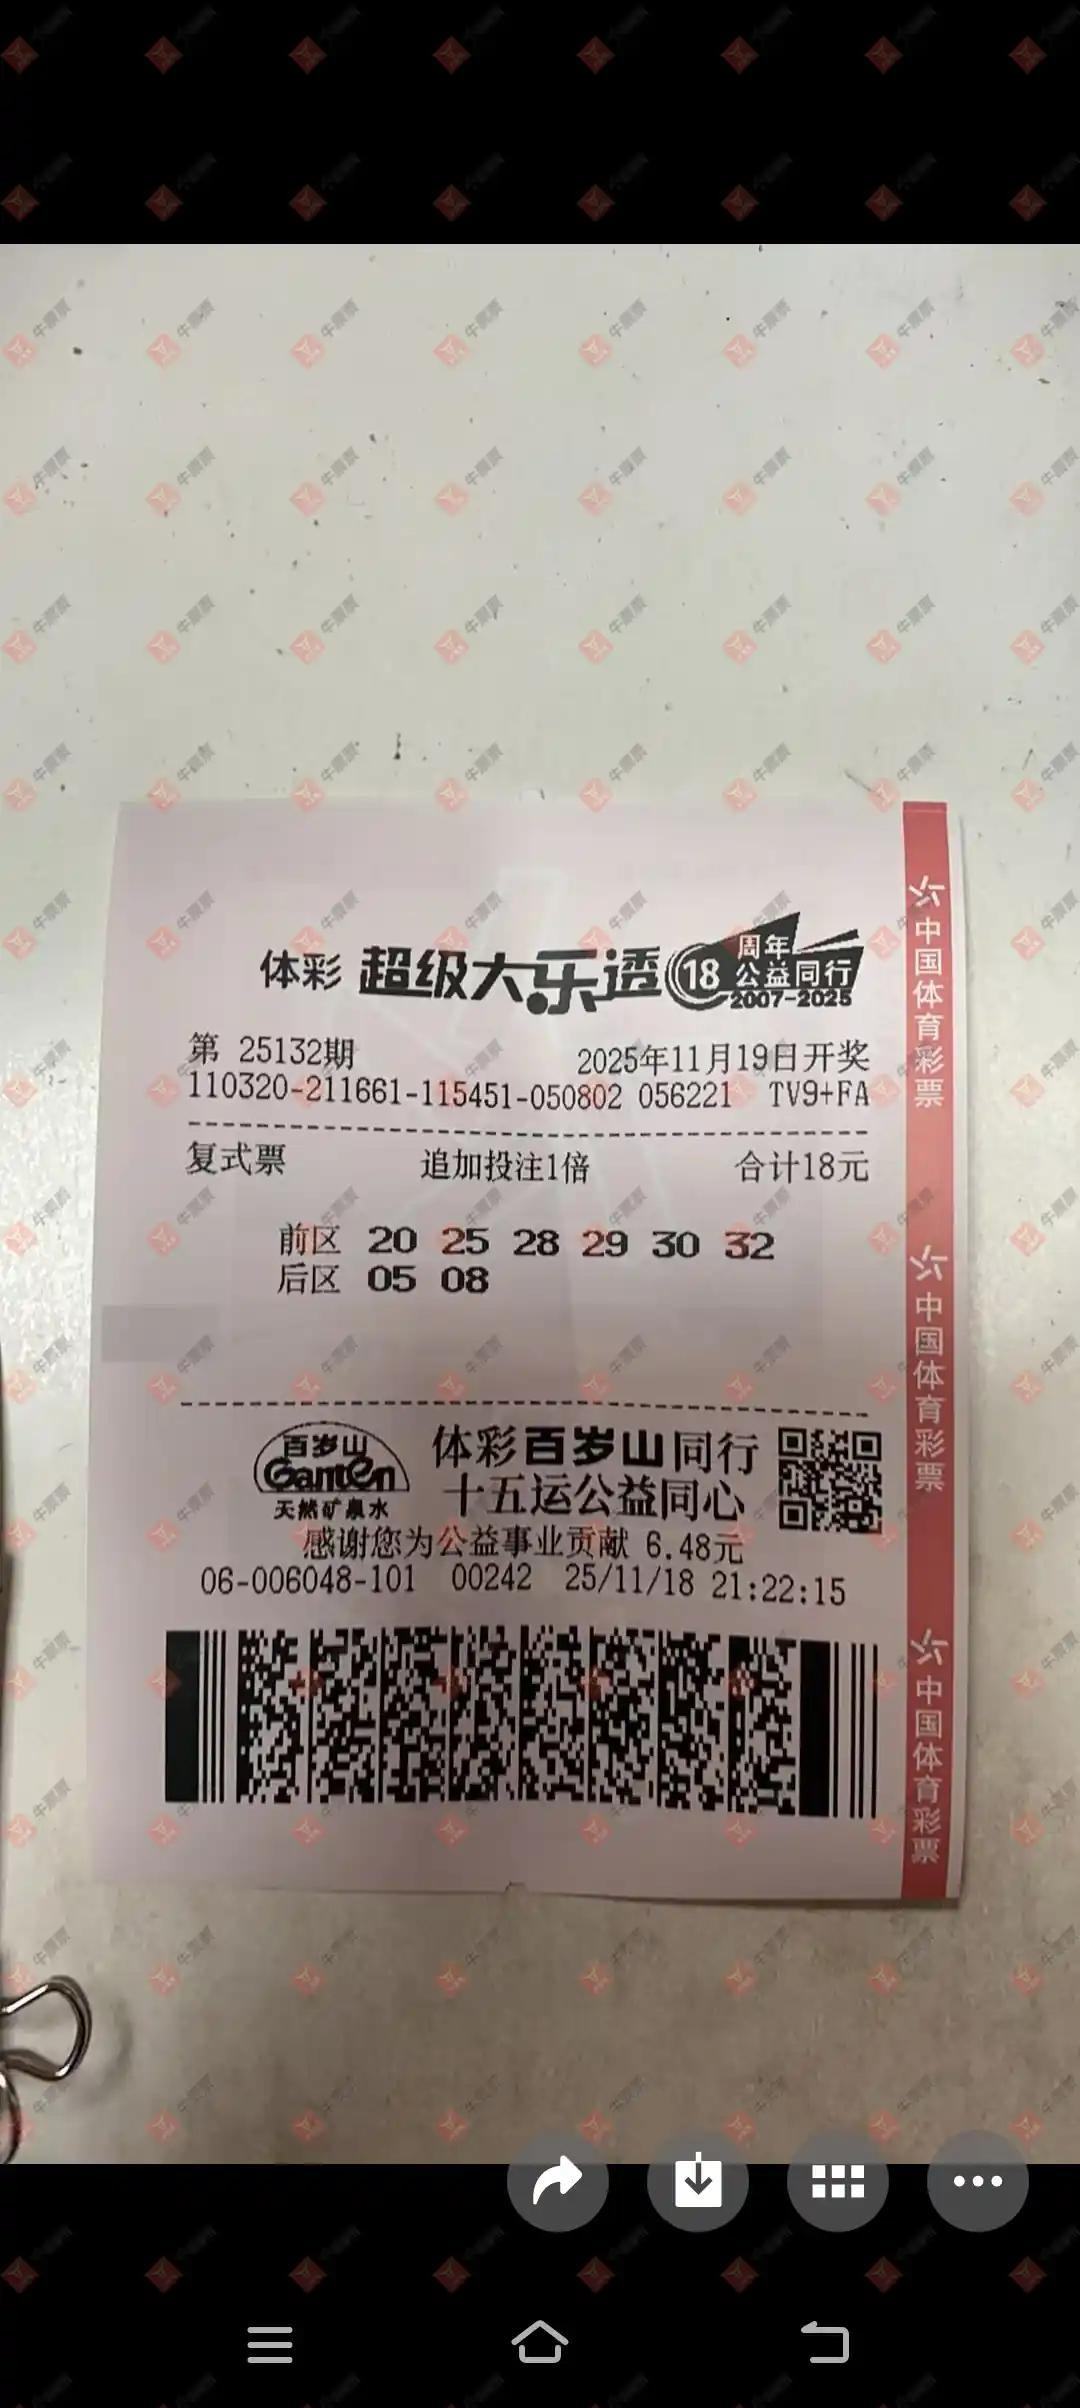 体彩 超级大乐透 18 周年 公益同行 2007-2025
第 25132期 2025年11月19日开奖
110320-211661-115451-050802 056221 TV9+FA
复式票 追加投注1倍 合计18元
前区 20 25 28 29 30 32
后区 05 08
百岁山
Ganten
天然矿泉水
体彩百岁山同行
十五运公益同心
感谢您为公益事业贡献 6.48元
06-006048-101 00242 25/11/18 21:22:15
中国体育彩票
中国体育彩票
中国体育彩票
牛票票